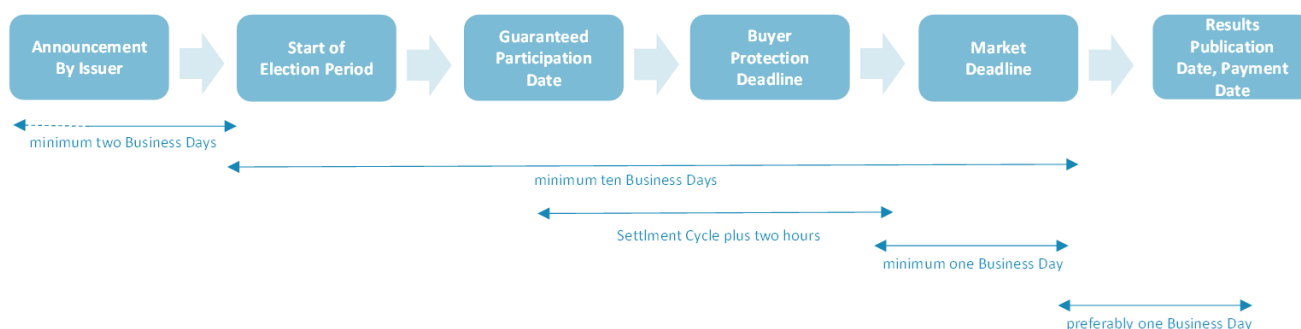 Announcement
By Issuer
Start of
Election Period
Guaranteed
Participation
Date
Buyer
Protection
Deadline
Market
Deadline
Results
Publication
Date, Payment
Date
minimum two Business Days
minimum ten Business Days
Settlment Cycle plus two hours
minimum one Business Day
preferably one Business Day